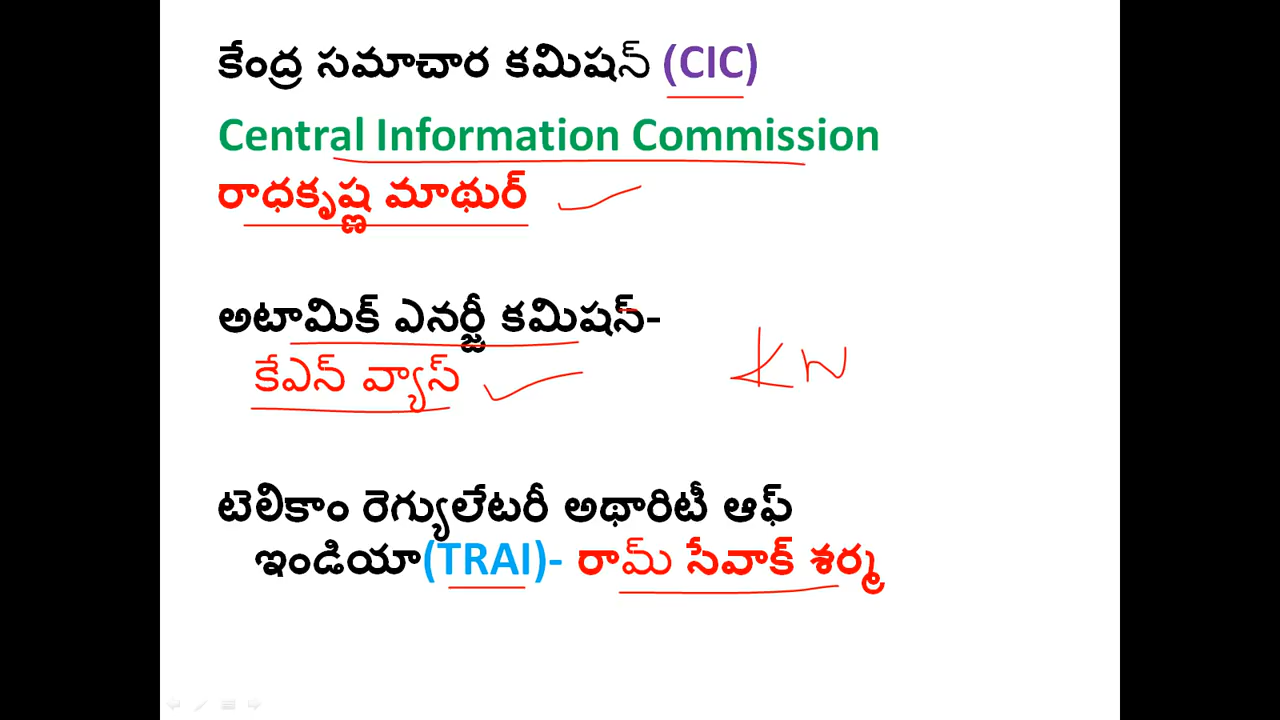 కేంద్ర సమాచార కమిషన్ (CIC)
Central Information Commission
రాధకృష్ణ మాథుర్
అటామిక్ ఎనర్జీ కమిషన్-
కేఎన్ వ్యాస్
KN
టెలికాం రెగ్యులేటరీ అథారిటీ ఆఫ్
ఇండియా(TRAI)- రామ్ సేవాక్ శర్మ